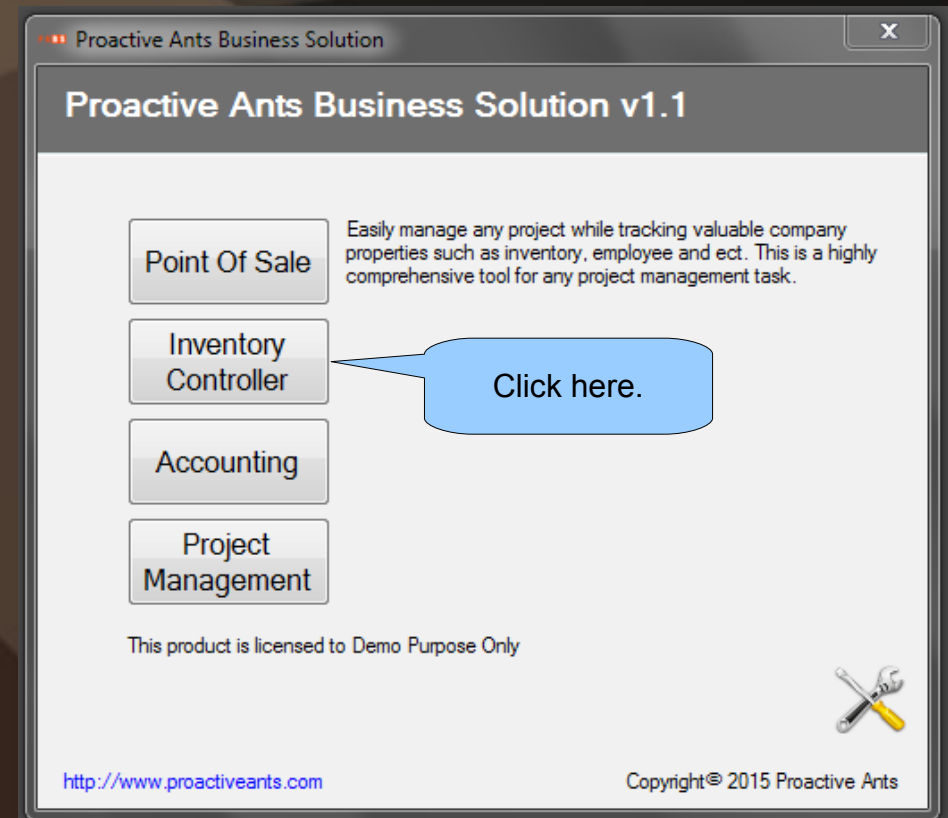 Proactive Ants Business Solution
x
Proactive Ants Business Solution v1.1
Point Of Sale
Easily manage any project while tracking valuable company
properties such as inventory, employee and ect. This is a highly
comprehensive tool for any project management task.
Inventory
Controller
Click here.
Accounting
Project
Management
This product is licensed to Demo Purpose Only
http://www.proactiveants.com
Copyright© 2015 Proactive Ants